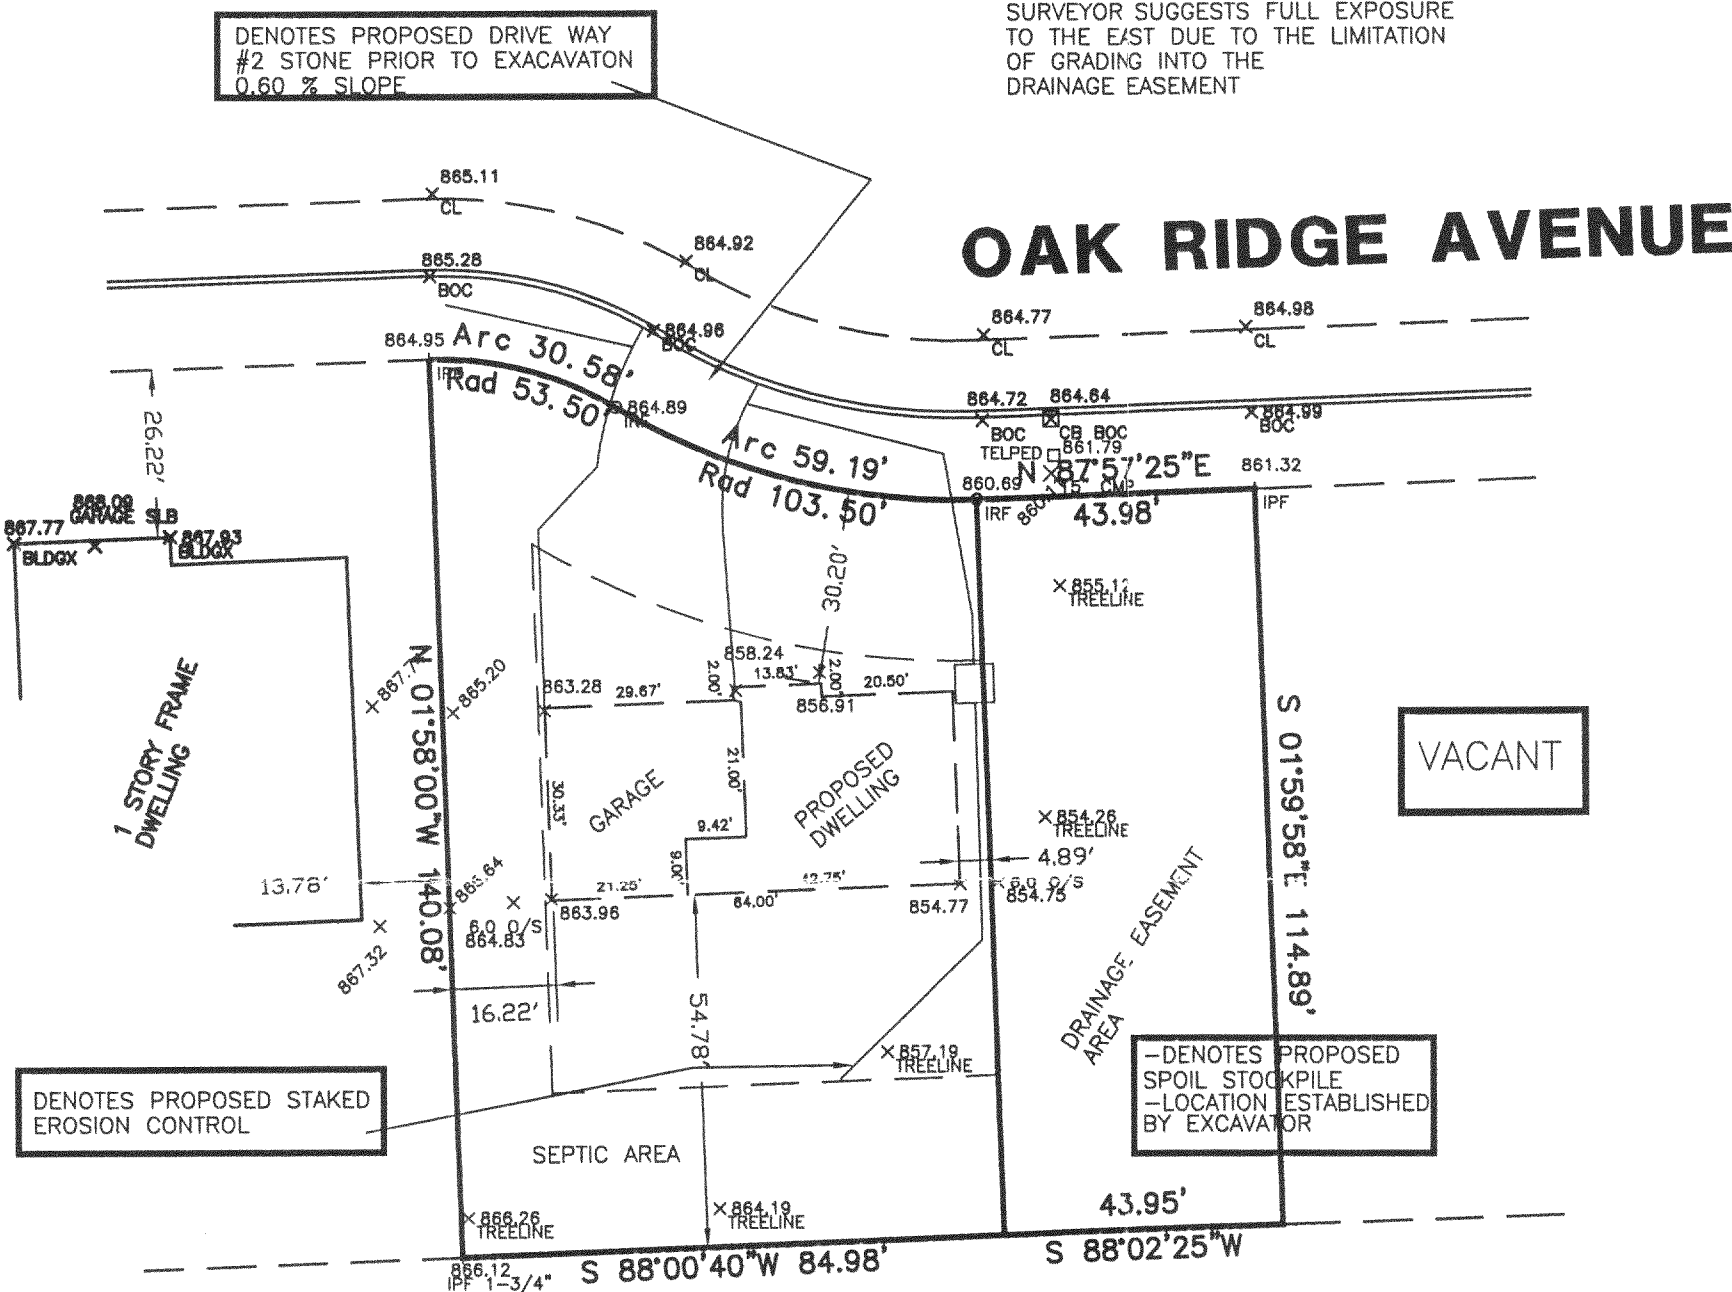 SURVEYOR SUGGESTS FULL EXPOSURE
TO THE EAST DUE TO THE LIMITATION
OF GRADING INTO THE
DRAINAGE EASEMENT
DENOTES PROPOSED DRIVE WAY
#2 STONE PRIOR TO EXACAVATON
0.60 % SLOPE
865.11
CL
864.92
CL
OAK RIDGE AVENUE
865.28
BOC
864.96
BOC
864.77
CL
864.98
CL
864.95
IPF
Arc 30.58'
Rad 53.50'
864.89
IRF
Arc 59.19'
Rad 103.50'
864.72
BOC
864.64
CB BOC
864.99
BOC
TELPED
861.79
N 87°57'25"E
43.98'
15" CMP
860.69
IRF
861.32
IPF
26.22'
868.09
GARAGE SLB
867.77
BLDGX
867.93
BLDGX
855.12
TREELINE
30.20'
858.24
2.00'
13.83'
2.00'
20.50'
856.91
863.28
29.67'
865.20
N 01°58'00"W 140.08'
S 01°59'58"E 114.89'
1 STORY FRAME
DWELLING
VACANT
GARAGE
30.33'
21.00'
PROPOSED
DWELLING
9.42'
9.00'
854.26
TREELINE
4.89'
13.78'
21.25'
42.75'
64.00'
863.96
854.77
6.0 O/S
854.75
6.0 O/S
864.83
867.32
16.22'
54.78'
DRAINAGE EASEMENT
AREA
857.19
TREELINE
DENOTES PROPOSED STAKED
EROSION CONTROL
-DENOTES PROPOSED
SPOIL STOCKPILE
-LOCATION ESTABLISHED
BY EXCAVATOR
SEPTIC AREA
866.26
TREELINE
864.19
TREELINE
43.95'
866.12
IPF 1-3/4"
S 88°00'40"W 84.98'
S 88°02'25"W